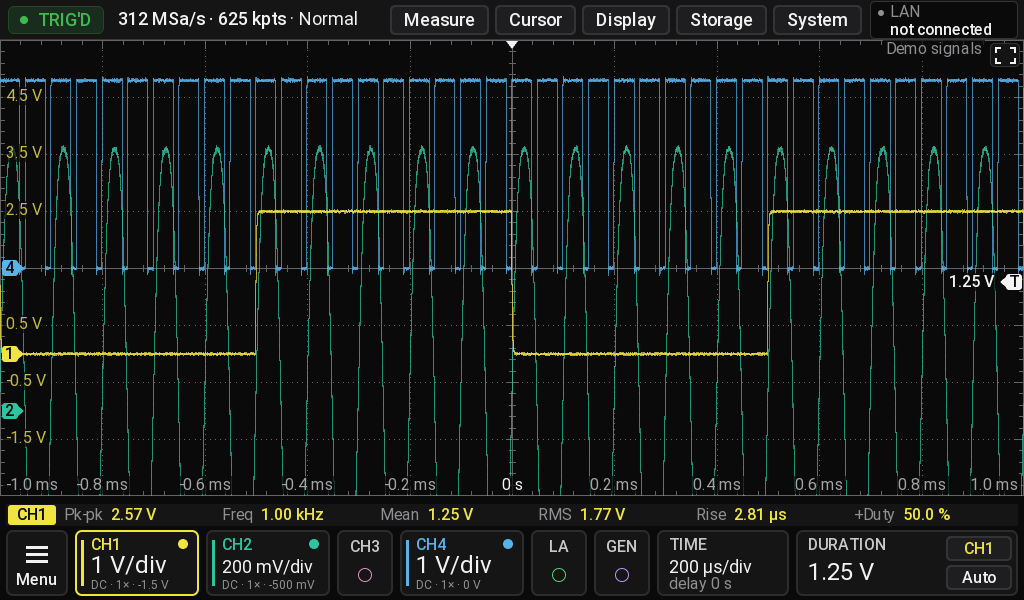 TRIG'D 312 MSa/s · 625 kpts · Normal Measure Cursor Display Storage System LAN
not connected
Demo signals
4.5 V
3.5 V
2.5 V
4
1.25 V T
0.5 V
1
-0.5 V
2
-1.5 V
-1.0 ms -0.8 ms -0.6 ms -0.4 ms -0.2 ms 0 s 0.2 ms 0.4 ms 0.6 ms 0.8 ms 1.0 ms
CH1 Pk-pk 2.57 V Freq 1.00 kHz Mean 1.25 V RMS 1.77 V Rise 2.81 µs +Duty 50.0 %
Menu
CH1
1 V/div
DC · 1× · -1.5 V
CH2
200 mV/div
DC · 1× · -500 mV
CH3
CH4
1 V/div
DC · 1× · 0 V
LA
GEN
TIME
200 µs/div
delay 0 s
DURATION
1.25 V
CH1
Auto